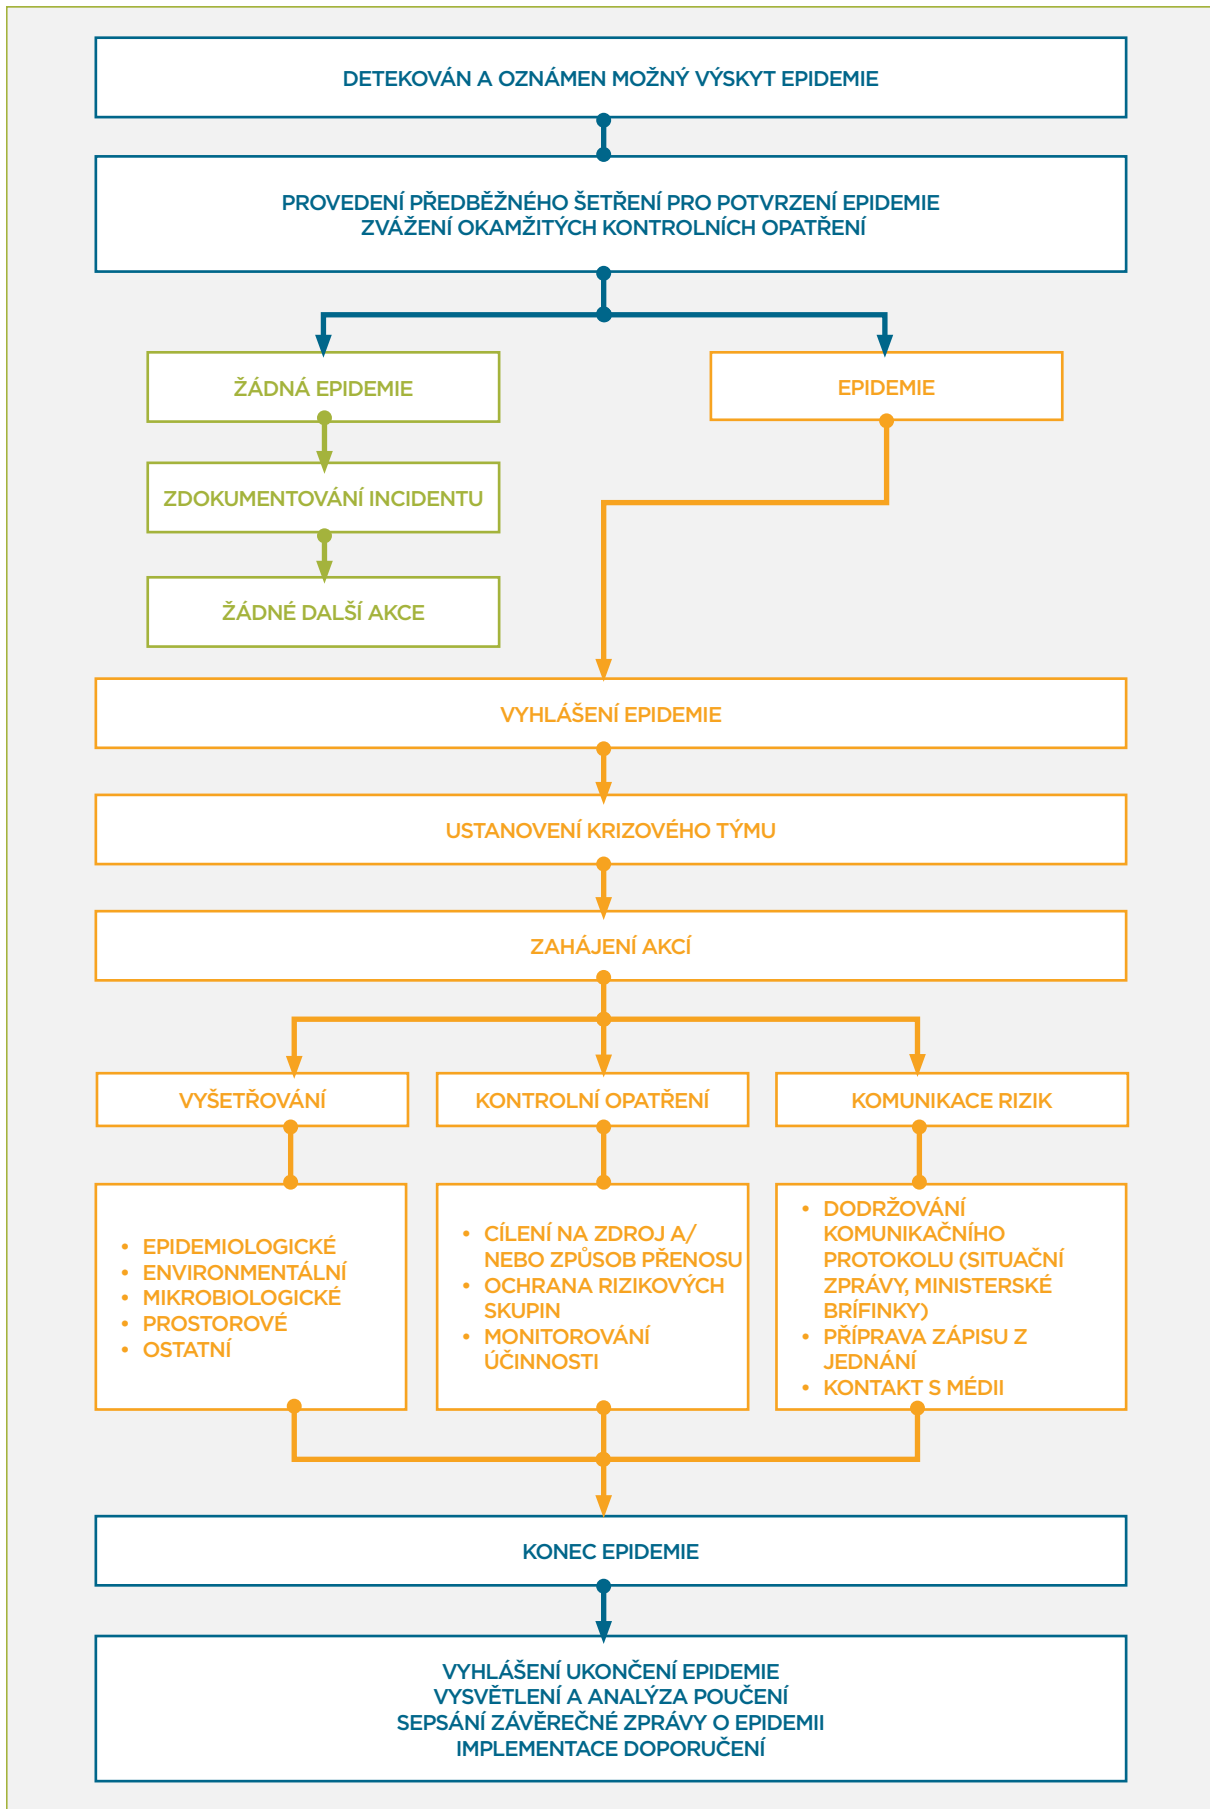 DETEKOVÁN A OZNÁMEN MOŽNÝ VÝSKYT EPIDEMIE
PROVEDENÍ PŘEDBĚŽNÉHO ŠETŘENÍ PRO POTVRZENÍ EPIDEMIE
ZVÁŽENÍ OKAMŽITÝCH KONTROLNÍCH OPATŘENÍ
ŽÁDNÁ EPIDEMIE
EPIDEMIE
ZDOKUMENTOVÁNÍ INCIDENTU
ŽÁDNÉ DALŠÍ AKCE
VYHLÁŠENÍ EPIDEMIE
USTANOVENÍ KRIZOVÉHO TÝMU
ZAHÁJENÍ AKCÍ
VYŠETŘOVÁNÍ
KONTROLNÍ OPATŘENÍ
KOMUNIKACE RIZIK
• EPIDEMIOLOGICKÉ
• ENVIRONMENTÁLNÍ
• MIKROBIOLOGICKÉ
• PROSTOROVÉ
• OSTATNÍ
• CÍLENÍ NA ZDROJ A/
NEBO ZPŮSOB PŘENOSU
• OCHRANA RIZIKOVÝCH
SKUPIN
• MONITOROVÁNÍ
ÚČINNOSTI
• DODRŽOVÁNÍ
KOMUNIKAČNÍHO
PROTOKOLU (SITUAČNÍ
ZPRÁVY, MINISTERSKÉ
BRÍFINKY)
• PŘÍPRAVA ZÁPISU Z
JEDNÁNÍ
• KONTAKT S MÉDII
KONEC EPIDEMIE
VYHLÁŠENÍ UKONČENÍ EPIDEMIE
VYSVĚTLENÍ A ANALÝZA POUČENÍ
SEPSÁNÍ ZÁVĚREČNÉ ZPRÁVY O EPIDEMII
IMPLEMENTACE DOPORUČENÍ